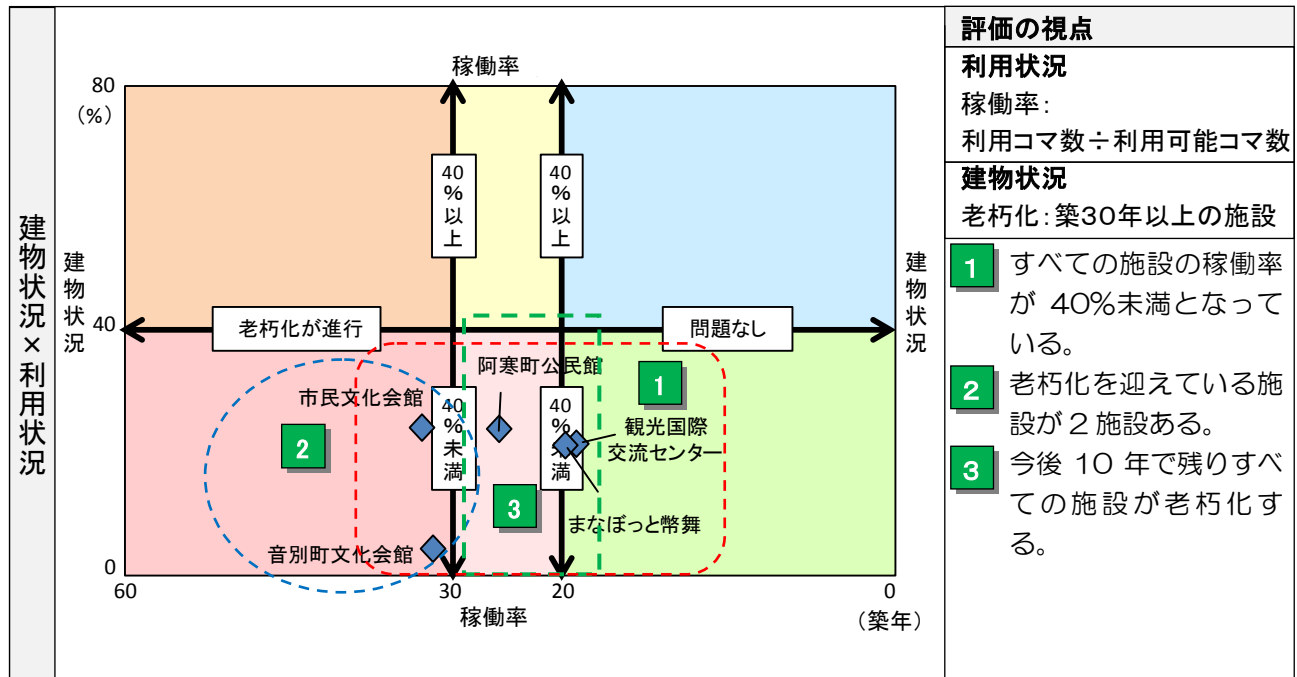 建物状況×利用状況
稼働率
80
（%）
40%以上
40%以上
建物状況
建物状況
40
老朽化が進行
問題なし
阿寒町公民館
1
市民文化会館
40%未満
40%未満
観光国際
交流センター
2
3
まなぼっと幣舞
音別町文化会館
0
60
30
20
0
稼働率
（築年）
評価の視点
利用状況
稼働率：
利用コマ数÷利用可能コマ数
建物状況
老朽化：築30年以上の施設
1 すべての施設の稼働率
が 40%未満となって
いる。
2 老朽化を迎えている施
設が 2 施設ある。
3 今後 10 年で残りすべ
ての施設が老朽化す
る。